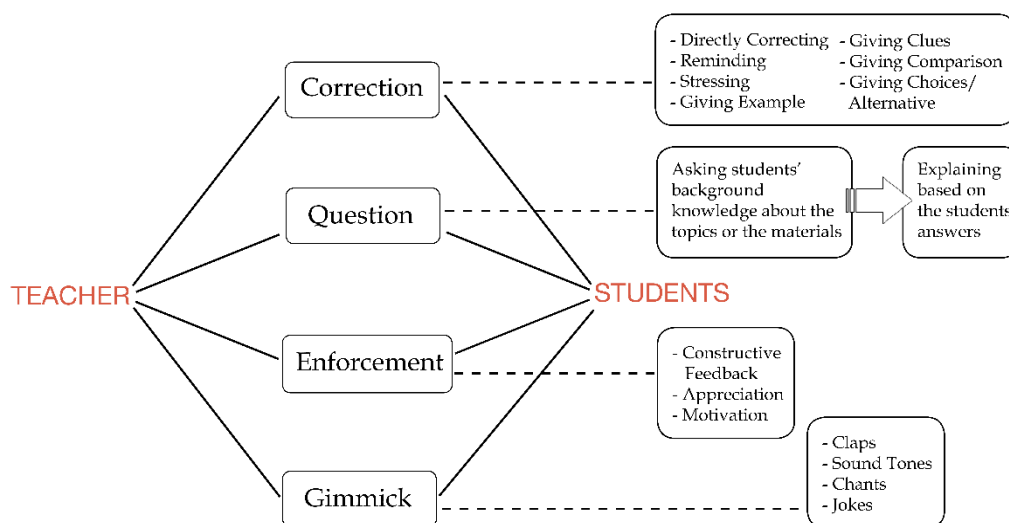 Correction
- Directly Correcting
- Reminding
- Stressing
- Giving Example
- Giving Clues
- Giving Comparison
- Giving Choices/
Alternative
Question
Asking students'
background
knowledge about the
topics or the materials
Explaining
based on
the students
answers
TEACHER
STUDENTS
Enforcement
- Constructive
Feedback
- Appreciation
- Motivation
Gimmick
- Claps
- Sound Tones
- Chants
- Jokes